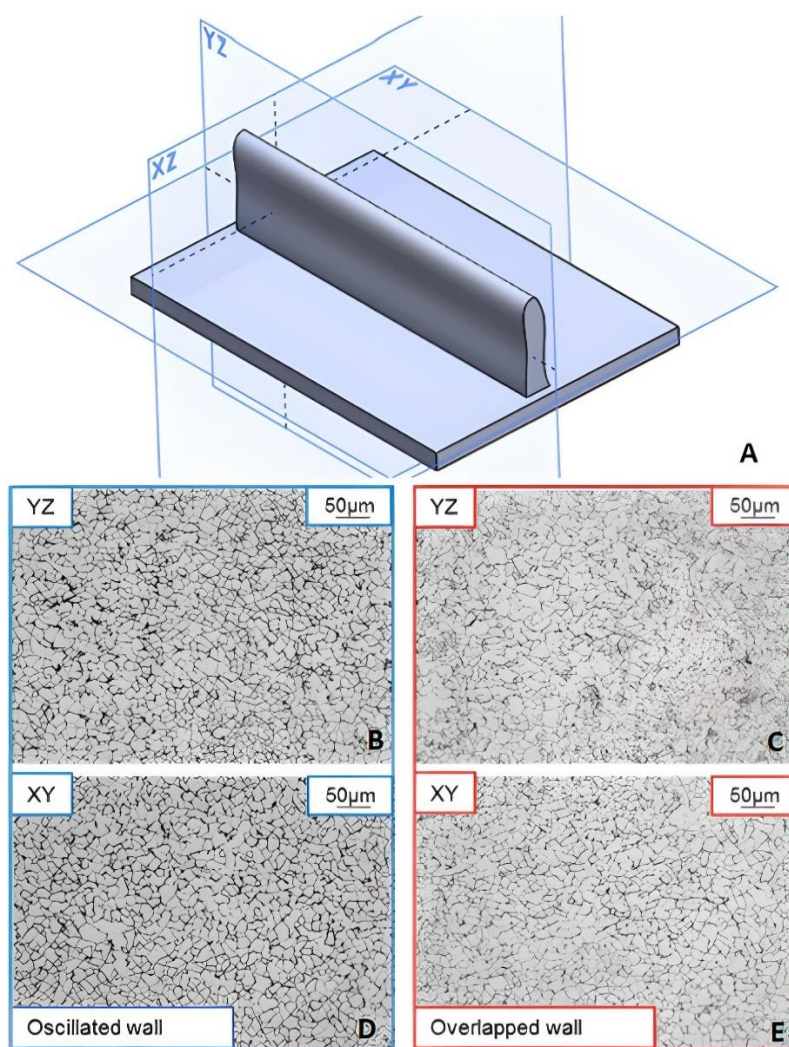 YZ
XY
XZ
A
YZ
50µm
B
YZ
50µm
C
XY
50µm
Oscillated wall
D
XY
50µm
Overlapped wall
E